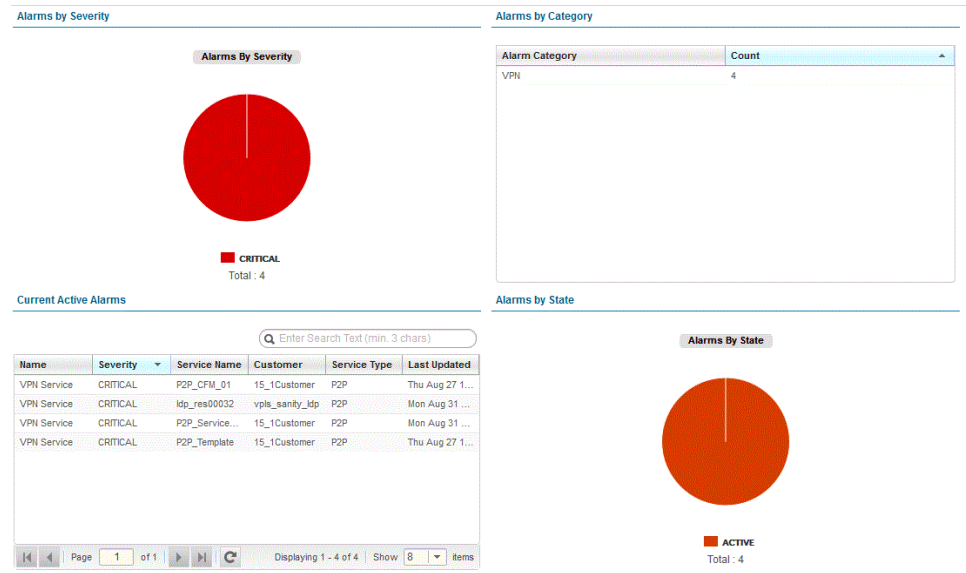 Alarms by Severity
Alarms By Severity
CRITICAL
Total : 4
Alarms by Category
Alarm Category Count
VPN 4
Current Active Alarms
Enter Search Text (min. 3 chars)
Name Severity Service Name Customer Service Type Last Updated
VPN Service CRITICAL P2P_CFM_01 15_1Customer P2P Thu Aug 27 1...
VPN Service CRITICAL ldp_res00032 vpls_sanity_ldp P2P Mon Aug 31 ...
VPN Service CRITICAL P2P_Service... 15_1Customer P2P Mon Aug 31 ...
VPN Service CRITICAL P2P_Template 15_1Customer P2P Thu Aug 27 1...
Page 1 of 1 Displaying 1 - 4 of 4 Show 8 items
Alarms by State
Alarms By State
ACTIVE
Total : 4